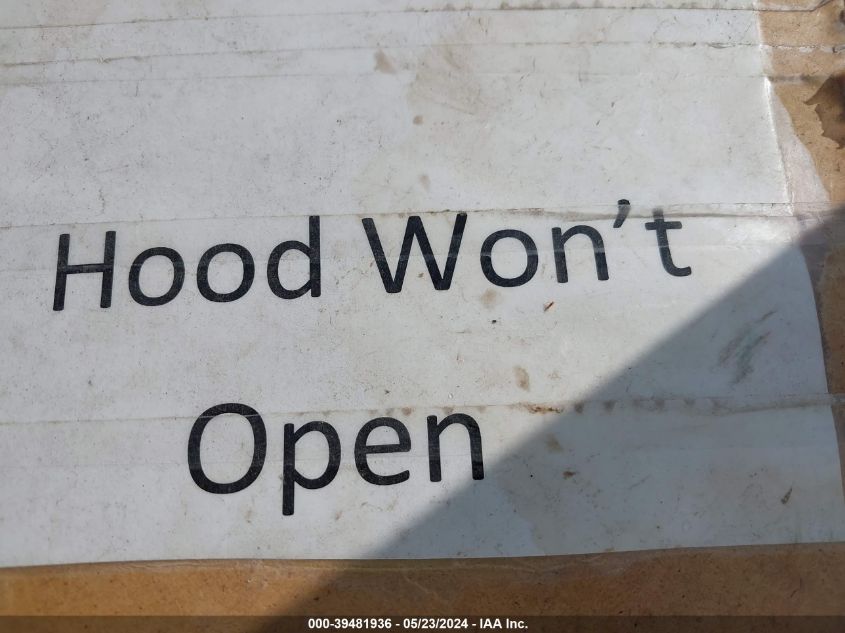 Hood Won’t
Open
000-39481936 - 05/23/2024 - IAA Inc.